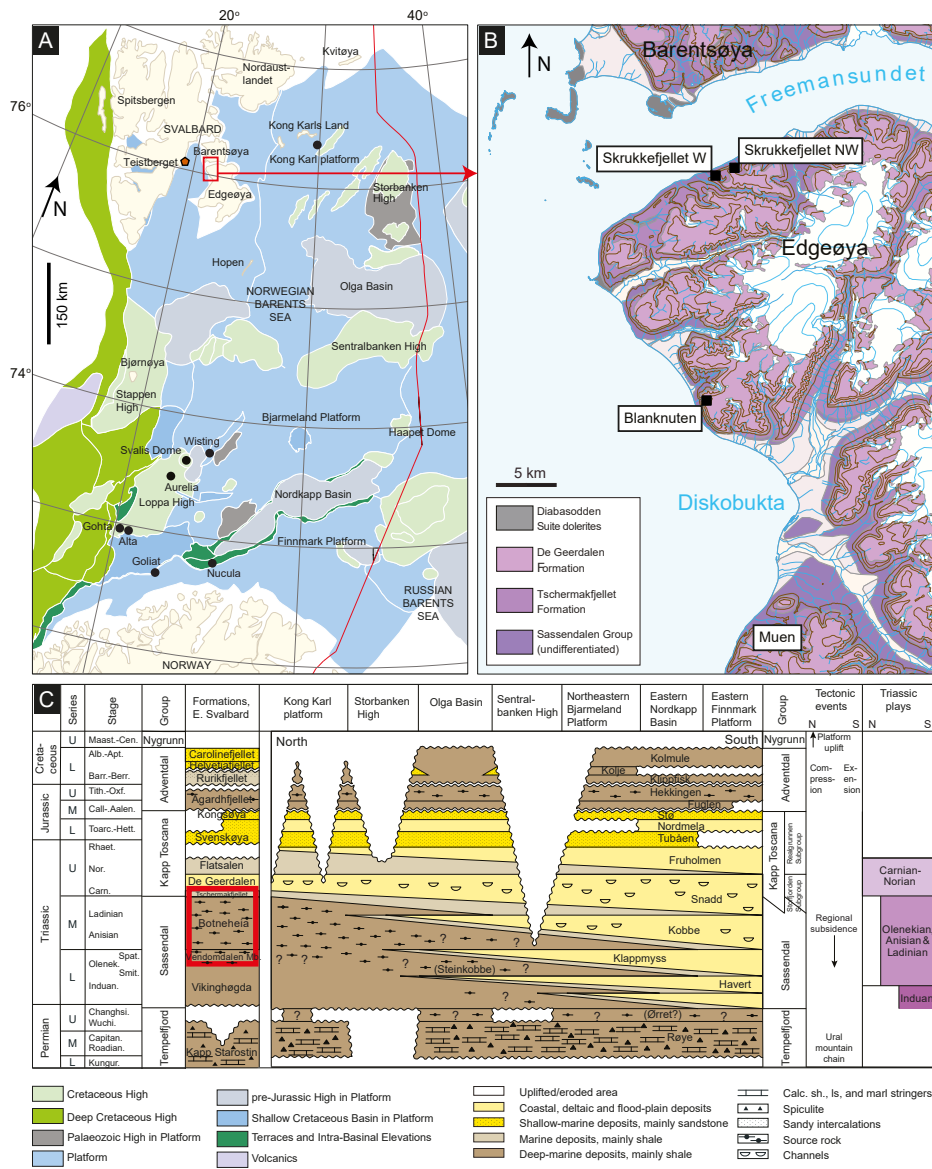 A
20°
40°
Kvitøya
Nordaust-
landet
76°
Spitsbergen
SVALBARD
Kong Karls Land
Barentsøya
Teistberget
Kong Karl platform
Storbanken
High
Edgeøya
N
150 km
Hopen
NORWEGIAN
BARENTS
SEA
Olga Basin
Sentralbanken High
Bjørnøya
74°
Stappen
High
Bjarmeland Platform
Haapet Dome
Wisting
Svalis Dome
Aurelia
Loppa High
Nordkapp Basin
Gohta
Alta
Finnmark Platform
Goliat
Nucula
RUSSIAN
BARENTS
SEA
NORWAY
B
N
Barentsøya
Freemansundet
Skrukkefjellet W
Skrukkefjellet NW
Edgeøya
Blanknuten
5 km
Diskobukta
Diabasodden
Suite dolerites
De Geerdalen
Formation
Tschermakfjellet
Formation
Sassendalen Group
(undifferentiated)
Muen
C
Series
Stage
Group
Formations,
E. Svalbard
Kong Karl
platform
Storbanken
High
Olga Basin
Sentral-
banken High
Northeastern
Bjarmeland
Platform
Eastern
Nordkapp
Basin
Eastern
Finnmark
Platform
Group
Tectonic
events
N S
Triassic
plays
N S
Creta-
ceous
U
Maast.-Cen.
Nygrunn
North
South
Nygrunn
Platform
uplift
L
Alb.-Apt.
Barr.-Berr.
Adventdal
Carolinefjellet
Helvetiafjellet
Rurikfjellet
Kolmule
Kolje
Klippfisk
Adventdal
Com-
press-
ion
Ex-
en-
sion
Jurassic
U
Tith.-Oxf.
Agardhfjellet
Hekkingen
M
Call.-Aalen.
Fuglen
L
Toarc.-Hett.
Kapp Toscana
Kongsøya
Svenskøya
Stø
Nordmela
Tubåen
Kapp Toscana
Realgrunnen
Subgroup
Triassic
U
Rhaet.
Nor.
Carn.
Flatsalen
De Geerdalen
Tschermakfjellet
Fruholmen
Snadd
Storfjorden
Subgroup
Carnian-
Norian
M
Ladinian
Anisian
Sassendal
Botneheia
Kobbe
Sassendal
Regional
subsidence
Olenekian,
Anisian &
Ladinian
L
Spat.
Olenek.
Smit.
Induan.
Vendomdalen Mb.
Vikinghøgda
? ? ? ? ? ? ?
Klappmyss
(Steinkobbe)
Havert
Induan
Permian
U
Changhsi.
Wuchi.
Tempelfjord
? ? ?
(Ørret?)
Tempelfjord
M
Capitan.
Roadian.
Kapp Starostin
Røye
Ural
mountain
chain
L
Kungur.
Cretaceous High
Deep Cretaceous High
Palaeozoic High in Platform
Platform
pre-Jurassic High in Platform
Shallow Cretaceous Basin in Platform
Terraces and Intra-Basinal Elevations
Volcanics
Uplifted/eroded area
Coastal, deltaic and flood-plain deposits
Shallow-marine deposits, mainly sandstone
Marine deposits, mainly shale
Deep-marine deposits, mainly shale
Calc. sh., ls, and marl stringers
Spiculite
Sandy intercalations
Source rock
Channels